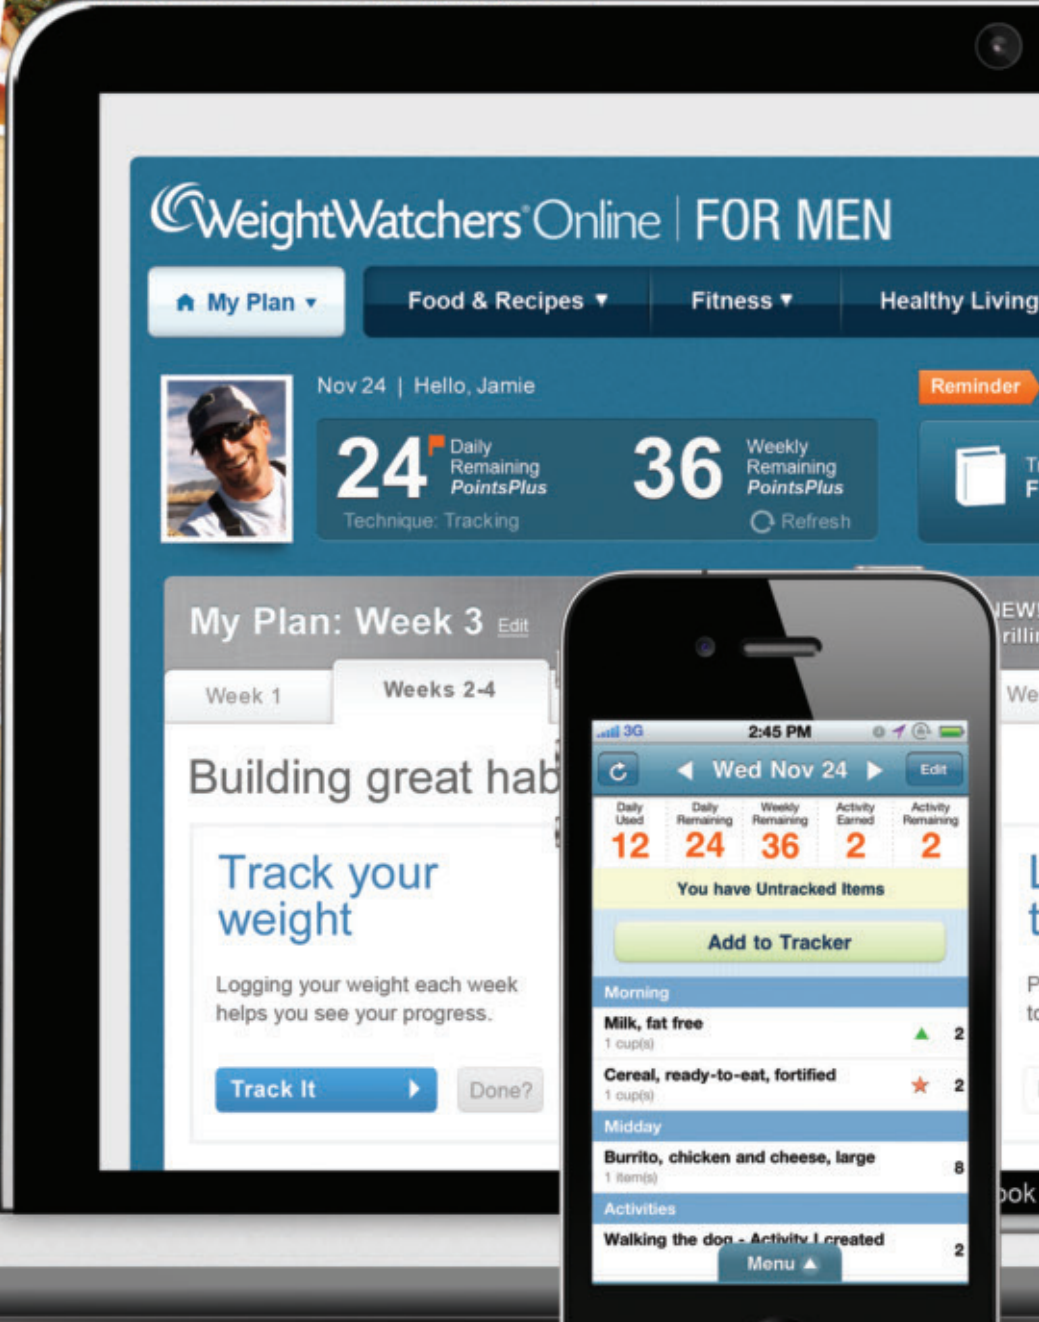 WeightWatchers Online | FOR MEN
My Plan
Food & Recipes
Fitness
Healthy Living
Nov 24 | Hello, Jamie
Reminder
24 Daily Remaining PointsPlus
36 Weekly Remaining PointsPlus
Technique: Tracking
Refresh
My Plan: Week 3 Edit
Week 1
Weeks 2-4
Building great hab
Track your
weight
Logging your weight each week
helps you see your progress.
Track It
Done?
3G 2:45 PM
Wed Nov 24
Edit
Daily Used 12
Daily Remaining 24
Weekly Remaining 36
Activity Earned 2
Activity Remaining 2
You have Untracked Items
Add to Tracker
Morning
Milk, fat free 2
1 cup(s)
Cereal, ready-to-eat, fortified 2
1 cup(s)
Midday
Burrito, chicken and cheese, large 8
1 item(s)
Activities
Walking the dog - Activity I created 2
Menu